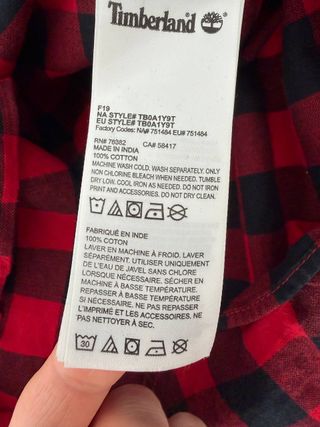 Timberland
F19
NA STYLE# TB0A1Y9T
EU STYLE# TB0A1Y9T
Factory Codes: NA# 751484 EU# 751484
RN# 76382 CA# 58417
MADE IN INDIA
100% COTTON
MACHINE WASH COLD. WASH SEPARATELY. ONLY
NON CHLORINE BLEACH WHEN NEEDED. TUMBLE
DRY LOW. COOL IRON AS NEEDED. DO NOT IRON
PRINT AND ACCESSORIES. DO NOT DRY CLEAN.
FABRIQUÉ EN INDE
100% COTON
LAVER EN MACHINE À FROID. LAVER
SÉPARÉMENT. UTILISER UNIQUEMENT
DE L'EAU DE JAVEL SANS CHLORE
LORSQUE NÉCESSAIRE. SÉCHER EN
MACHINE À BASSE TEMPÉRATURE.
REPASSER À BASSE TEMPÉRATURE
SI NÉCESSAIRE. NE PAS REPASSER
L'IMPRIMÉ ET LES ACCESSOIRES. NE
PAS NETTOYER À SEC.
30